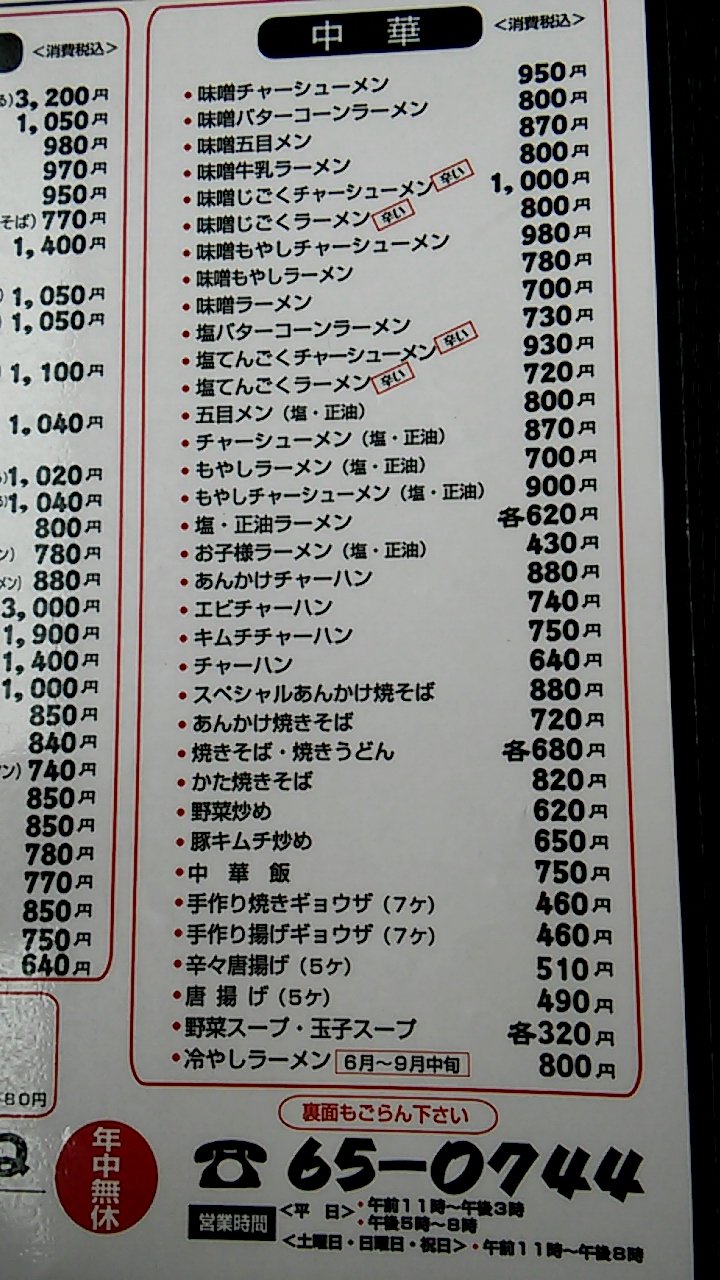 <消費税込>
3,200円
1,050円
980円
970円
950円
そば) 770円
1,400円
1,050円
1,050円
1,100円
1,040円
1,020円
1,040円
800円
ン) 780円
メン) 880円
3,000円
1,900円
1,400円
1,000円
850円
840円
740円
850円
850円
780円
770円
850円
750円
640円
80円
中 華 <消費税込>
・味噌チャーシューメン 950円
・味噌バターコーンラーメン 800円
・味噌五目メン 870円
・味噌牛乳ラーメン 800円
・味噌じごくチャーシューメン 辛い 1,000円
・味噌じごくラーメン 辛い 800円
・味噌もやしチャーシューメン 980円
・味噌もやしラーメン 780円
・味噌ラーメン 700円
・塩バターコーンラーメン 730円
・塩てんごくチャーシューメン 辛い 930円
・塩てんごくラーメン 辛い 720円
・五目メン(塩・正油) 800円
・チャーシューメン(塩・正油) 870円
・もやしラーメン(塩・正油) 700円
・もやしチャーシューメン(塩・正油) 900円
・塩・正油ラーメン 各620円
・お子様ラーメン(塩・正油) 430円
・あんかけチャーハン 880円
・エビチャーハン 740円
・キムチチャーハン 750円
・チャーハン 640円
・スペシャルあんかけ焼そば 880円
・あんかけ焼きそば 720円
・焼きそば・焼きうどん 各680円
・かた焼きそば 820円
・野菜炒め 620円
・豚キムチ炒め 650円
・中 華 飯 750円
・手作り焼きギョウザ(7ケ) 460円
・手作り揚げギョウザ(7ケ) 460円
・辛々唐揚げ(5ケ) 510円
・唐 揚 げ(5ケ) 490円
・野菜スープ・玉子スープ 各320円
・冷やしラーメン 6月〜9月中旬 800円
裏面もごらん下さい
年中無休
☎ 65-0744
営業時間
<平 日>・午前11時〜午後3時
・午後5時〜8時
<土曜日・日曜日・祝日>・午前11時〜午後8時